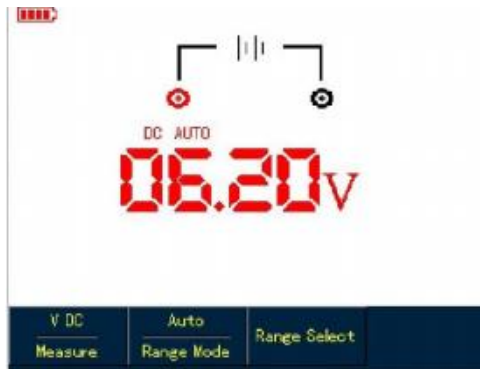 DC AUTO
06.20V
V DC
Measure
Auto
Range Mode
Range Select